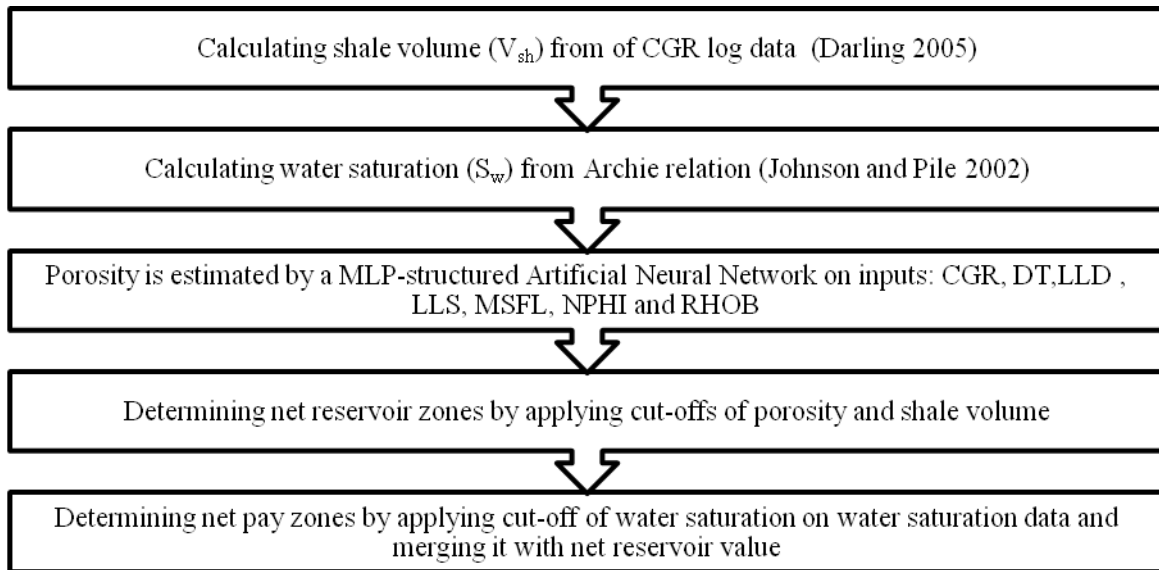 Calculating shale volume (Vsh) from of CGR log data (Darling 2005)
Calculating water saturation (Sw) from Archie relation (Johnson and Pile 2002)
Porosity is estimated by a MLP-structured Artificial Neural Network on inputs: CGR, DT,LLD ,
LLS, MSFL, NPHI and RHOB
Determining net reservoir zones by applying cut-offs of porosity and shale volume
Determining net pay zones by applying cut-off of water saturation on water saturation data and
merging it with net reservoir value